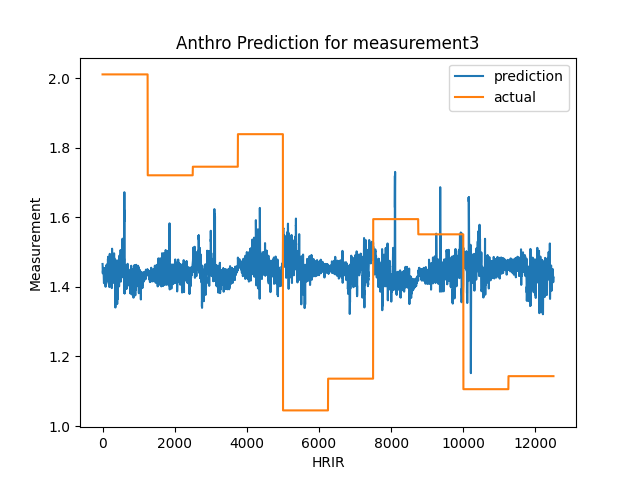 Anthro Prediction for measurement3
prediction
actual
Measurement
2.0
1.8
1.6
1.4
1.2
1.0
0 2000 4000 6000 8000 10000 12000
HRIR